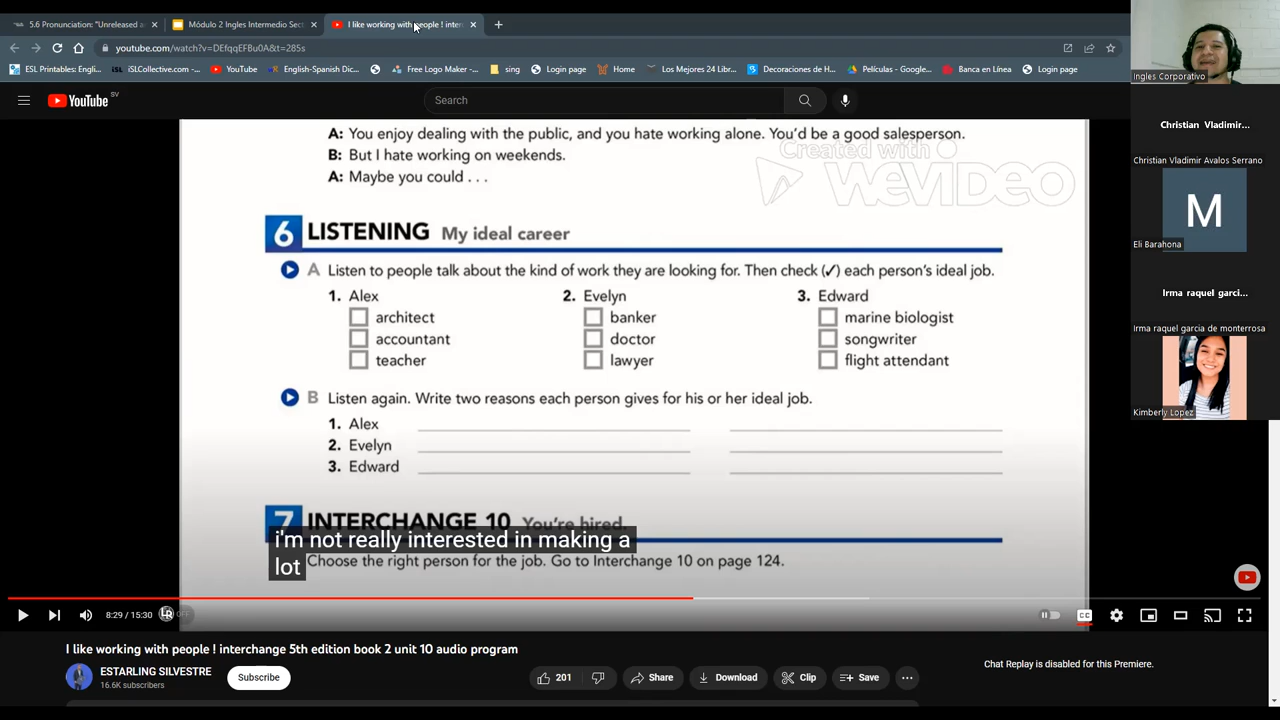 5.6 Pronunciation: "Unreleased a
Módulo 2 Ingles Intermedio Sect
I like working with people ! inter
youtube.com/watch?v=DEfqqEFBu0A&t=285s
ESL Printables: Engli...
iSLCollective.com -...
YouTube
English-Spanish Dic...
Free Logo Maker -...
sing
Login page
Home
Los Mejores 24 Libr...
Decoraciones de H...
Películas - Google...
Banca en Línea
Login page
YouTube SV
Search
A: You enjoy dealing with the public, and you hate working alone. You'd be a good salesperson.
B: But I hate working on weekends.
A: Maybe you could . . .
Created with
WEVIDEO
6 LISTENING My ideal career
A Listen to people talk about the kind of work they are looking for. Then check (✓) each person's ideal job.
1. Alex 2. Evelyn 3. Edward
architect banker marine biologist
accountant doctor songwriter
teacher lawyer flight attendant
B Listen again. Write two reasons each person gives for his or her ideal job.
1. Alex
2. Evelyn
3. Edward
7 INTERCHANGE 10 You're hired.
i'm not really interested in making a
lot
Choose the right person for the job. Go to Interchange 10 on page 124.
8:29 / 15:30
LR OFF
CC
I like working with people ! interchange 5th edition book 2 unit 10 audio program
ESTARLING SILVESTRE
16.6K subscribers
Subscribe
201
Share
Download
Clip
Save
Chat Replay is disabled for this Premiere.
Ingles Corporativo
Christian Vladimir...
Christian Vladimir Avalos Serrano
M
Eli Barahona
Irma raquel garci...
Irma raquel garcia de monterrosa
Kimberly Lopez